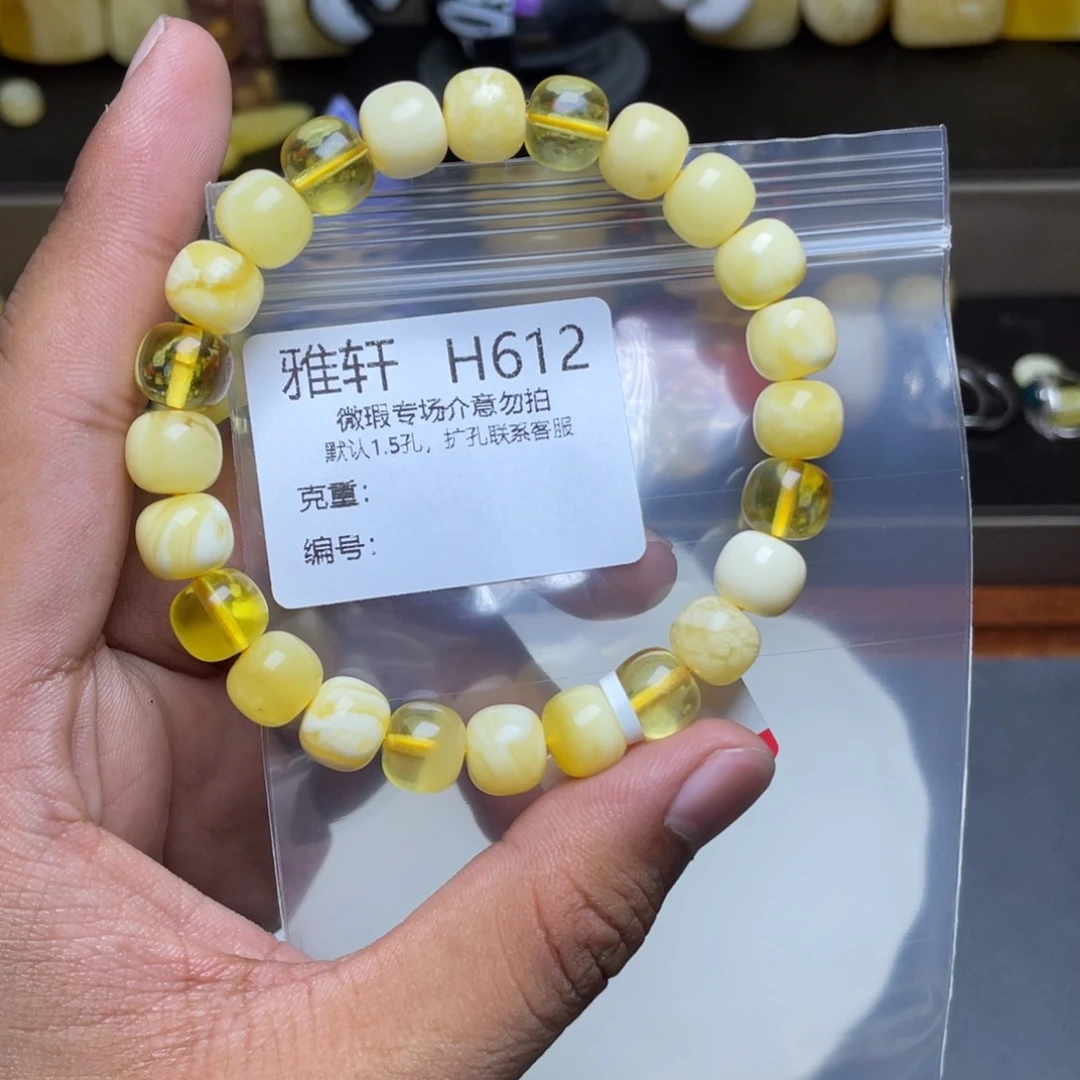 雅轩 H612
微瑕专场介意勿拍
默认1.5孔，扩孔联系客服
克重：
编号：